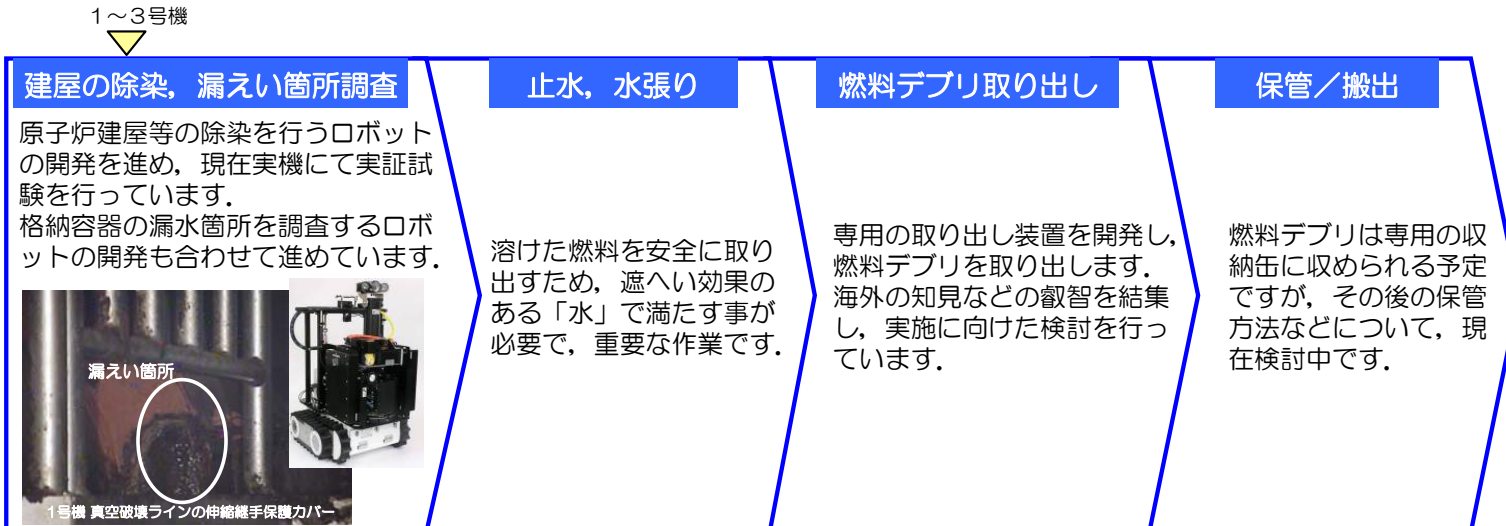 1～3号機
建屋の除染，漏えい箇所調査
原子炉建屋等の除染を行うロボット
の開発を進め，現在実機にて実証試
験を行っています．
格納容器の漏水箇所を調査するロボ
ットの開発も合わせて進めています．
漏えい箇所
1号機 真空破壊ラインの伸縮継手保護カバー
止水，水張り
溶けた燃料を安全に取り
出すため，遮へい効果の
ある「水」で満たす事が
必要で，重要な作業です．
燃料デブリ取り出し
専用の取り出し装置を開発し，
燃料デブリを取り出します．
海外の知見などの叡智を結集
し，実施に向けた検討を行っ
ています．
保管／搬出
燃料デブリは専用の収
納缶に収められる予定
ですが，その後の保管
方法などについて，現
在検討中です．